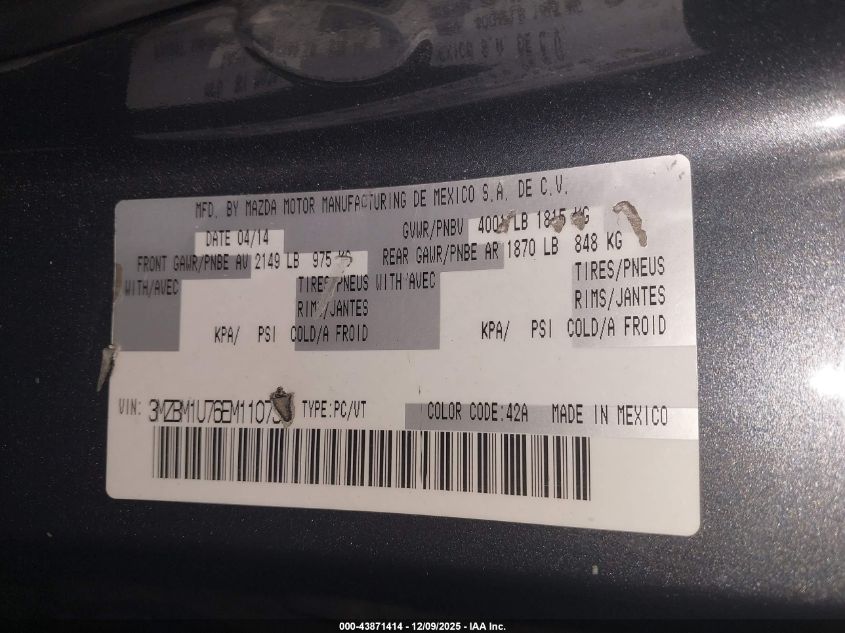 MFD. BY MAZDA MOTOR MANUFACTURING DE MEXICO S.A. DE C.V.
DATE 04/14 GVWR/PNBV 4001 LB 1815 KG
FRONT GAWR/PNBE AV 2149 LB 975 KG REAR GAWR/PNBE AR 1870 LB 848 KG
WITH/AVEC TIRES/PNEUS WITH/AVEC TIRES/PNEUS
RIMS/JANTES RIMS/JANTES
KPA/ PSI COLD/A FROID KPA/ PSI COLD/A FROID
VIN: TYPE:PC/VT COLOR CODE:42A MADE IN MEXICO
000-43871414 - 12/09/2025 - IAA Inc.